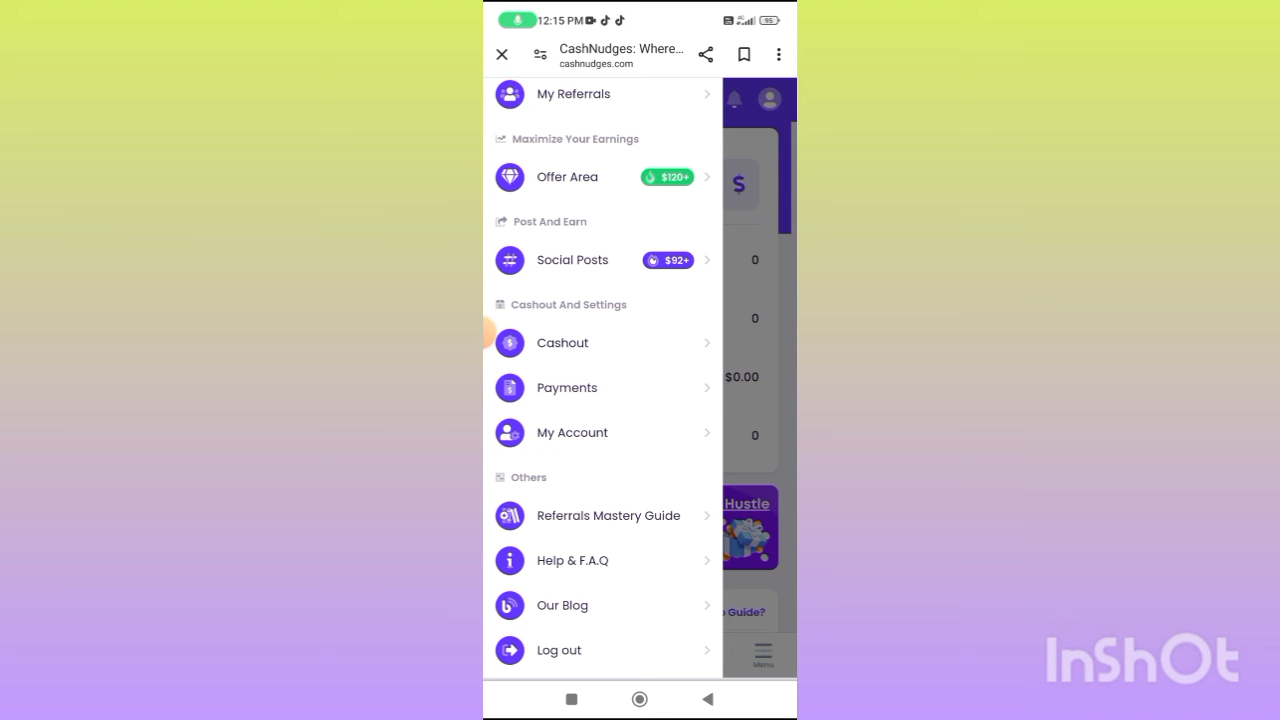 12:15 PM
95
CashNudges: Where...
cashnudges.com
My Referrals
Maximize Your Earnings
Offer Area $120+
$
Post And Earn
Social Posts $92+
0
Cashout And Settings
0
Cashout
$0.00
Payments
My Account
0
Others
Hustle
Referrals Mastery Guide
Help & F.A.Q
Our Blog
Guide?
Log out
Menu
InShOt